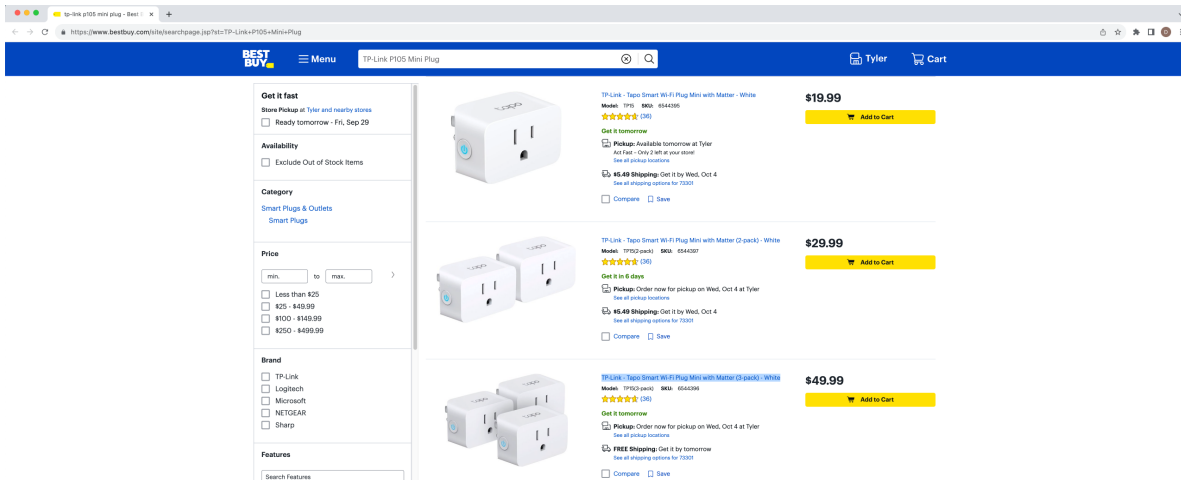 tp-link p105 mini plug - Best
https://www.bestbuy.com/site/searchpage.jsp?st=TP-Link+P105+Mini+Plug
BEST BUY
Menu
TP-Link P105 Mini Plug
Tyler
Cart
Get it fast
Store Pickup at Tyler and nearby stores
Ready tomorrow - Fri, Sep 29
Availability
Exclude Out of Stock Items
Category
Smart Plugs & Outlets
Smart Plugs
Price
min. to max.
Less than $25
$25 - $49.99
$100 - $149.99
$250 - $499.99
Brand
TP-Link
Logitech
Microsoft
NETGEAR
Sharp
Features
Search Features
tapo
TP-Link - Tapo Smart Wi-Fi Plug Mini with Matter - White
Model: TP15 SKU: 6544395
(36)
Get it tomorrow
Pickup: Available tomorrow at Tyler
Act Fast - Only 2 left at your store!
See all pickup locations
$5.49 Shipping: Get it by Wed, Oct 4
See all shipping options for 73301
Compare Save
$19.99
Add to Cart
tapo
TP-Link - Tapo Smart Wi-Fi Plug Mini with Matter (2-pack) - White
Model: TP15(2-pack) SKU: 6544397
(36)
Get it in 6 days
Pickup: Order now for pickup on Wed, Oct 4 at Tyler
See all pickup locations
$5.49 Shipping: Get it by Wed, Oct 4
See all shipping options for 73301
Compare Save
$29.99
Add to Cart
tapo
tapo
tapo
TP-Link - Tapo Smart Wi-Fi Plug Mini with Matter (3-pack) - White
Model: TP15(3-pack) SKU: 6544396
(36)
Get it tomorrow
Pickup: Order now for pickup on Wed, Oct 4 at Tyler
See all pickup locations
FREE Shipping: Get it by tomorrow
See all shipping options for 73301
Compare Save
$49.99
Add to Cart